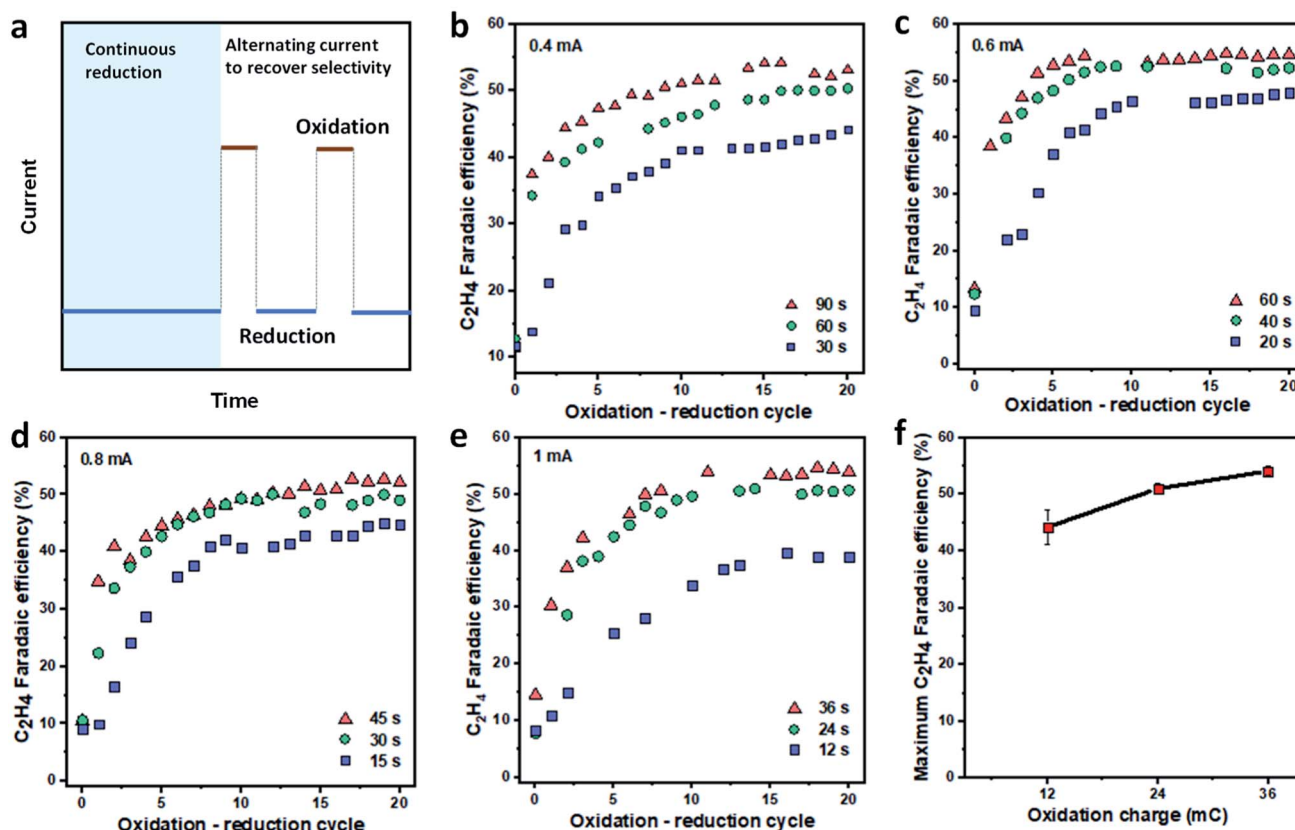 a
Continuous
reduction
Alternating current
to recover selectivity
Oxidation
Current
Reduction
Time
b
0.4 mA
C2H4 Faradaic efficiency (%)
60
50
40
30
20
10
90 s
60 s
30 s
0 5 10 15 20
Oxidation - reduction cycle
c
0.6 mA
C2H4 Faradaic efficiency (%)
60
50
40
30
20
10
0
60 s
40 s
20 s
0 5 10 15 20
Oxidation - reduction cycle
d
0.8 mA
C2H4 Faradaic efficiency (%)
60
50
40
30
20
10
0
45 s
30 s
15 s
0 5 10 15 20
Oxidation - reduction cycle
e
1 mA
C2H4 Faradaic efficiency (%)
60
50
40
30
20
10
0
36 s
24 s
12 s
0 5 10 15 20
Oxidation - reduction cycle
f
Maximum C2H4 Faradaic efficiency (%)
60
50
40
30
20
10
0
12 24 36
Oxidation charge (mC)